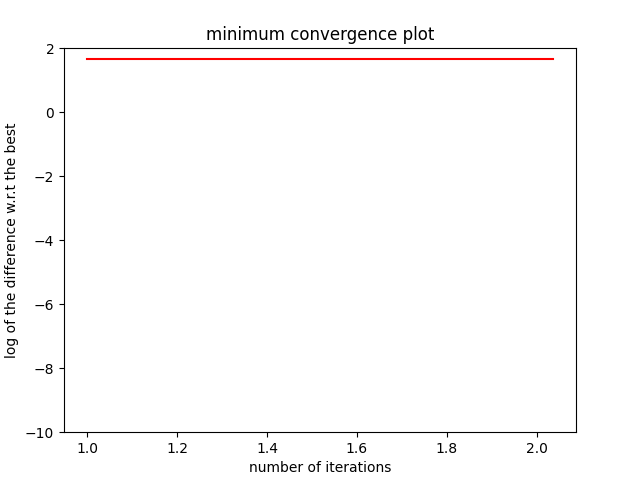 minimum convergence plot
log of the difference w.r.t the best
2
0
−2
−4
−6
−8
−10
1.0 1.2 1.4 1.6 1.8 2.0
number of iterations